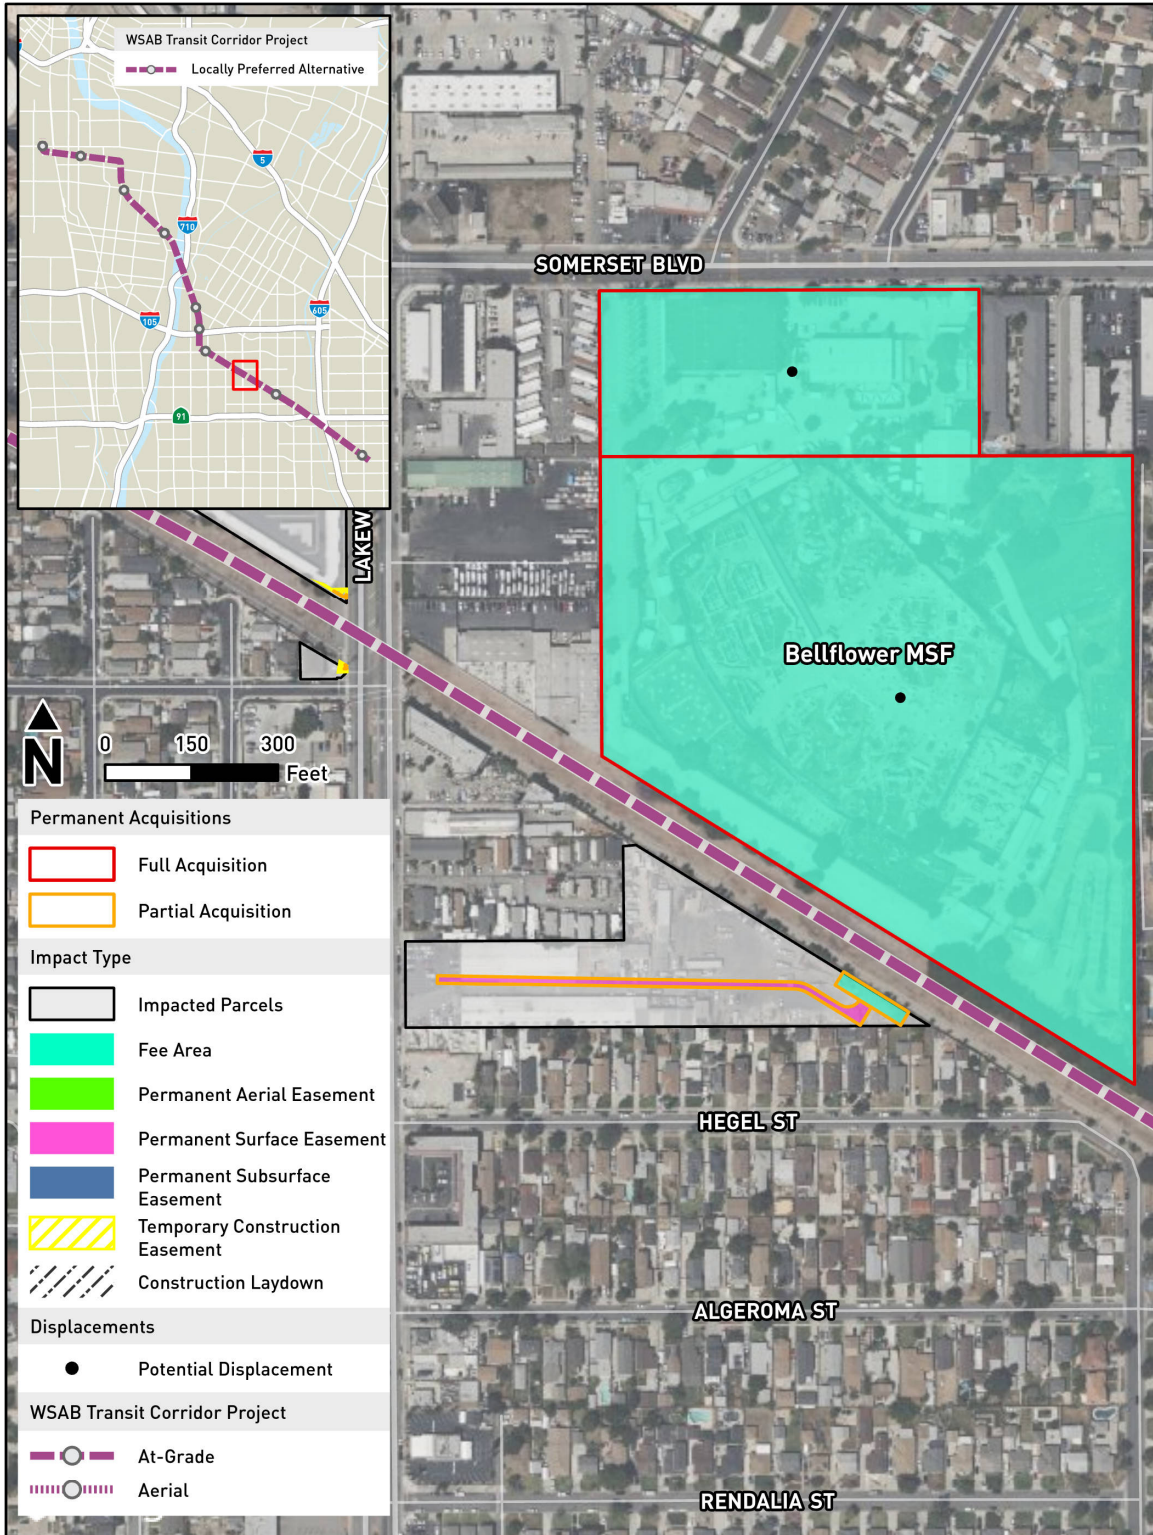 WSAB Transit Corridor Project
Locally Preferred Alternative
5
710
105
605
91
SOMERSET BLVD
LAKEW
Bellflower MSF
N
0 150 300
Feet
HEGEL ST
ALGEROMA ST
RENDALIA ST
Permanent Acquisitions
Full Acquisition
Partial Acquisition
Impact Type
Impacted Parcels
Fee Area
Permanent Aerial Easement
Permanent Surface Easement
Permanent Subsurface
Easement
Temporary Construction
Easement
Construction Laydown
Displacements
Potential Displacement
WSAB Transit Corridor Project
At-Grade
Aerial